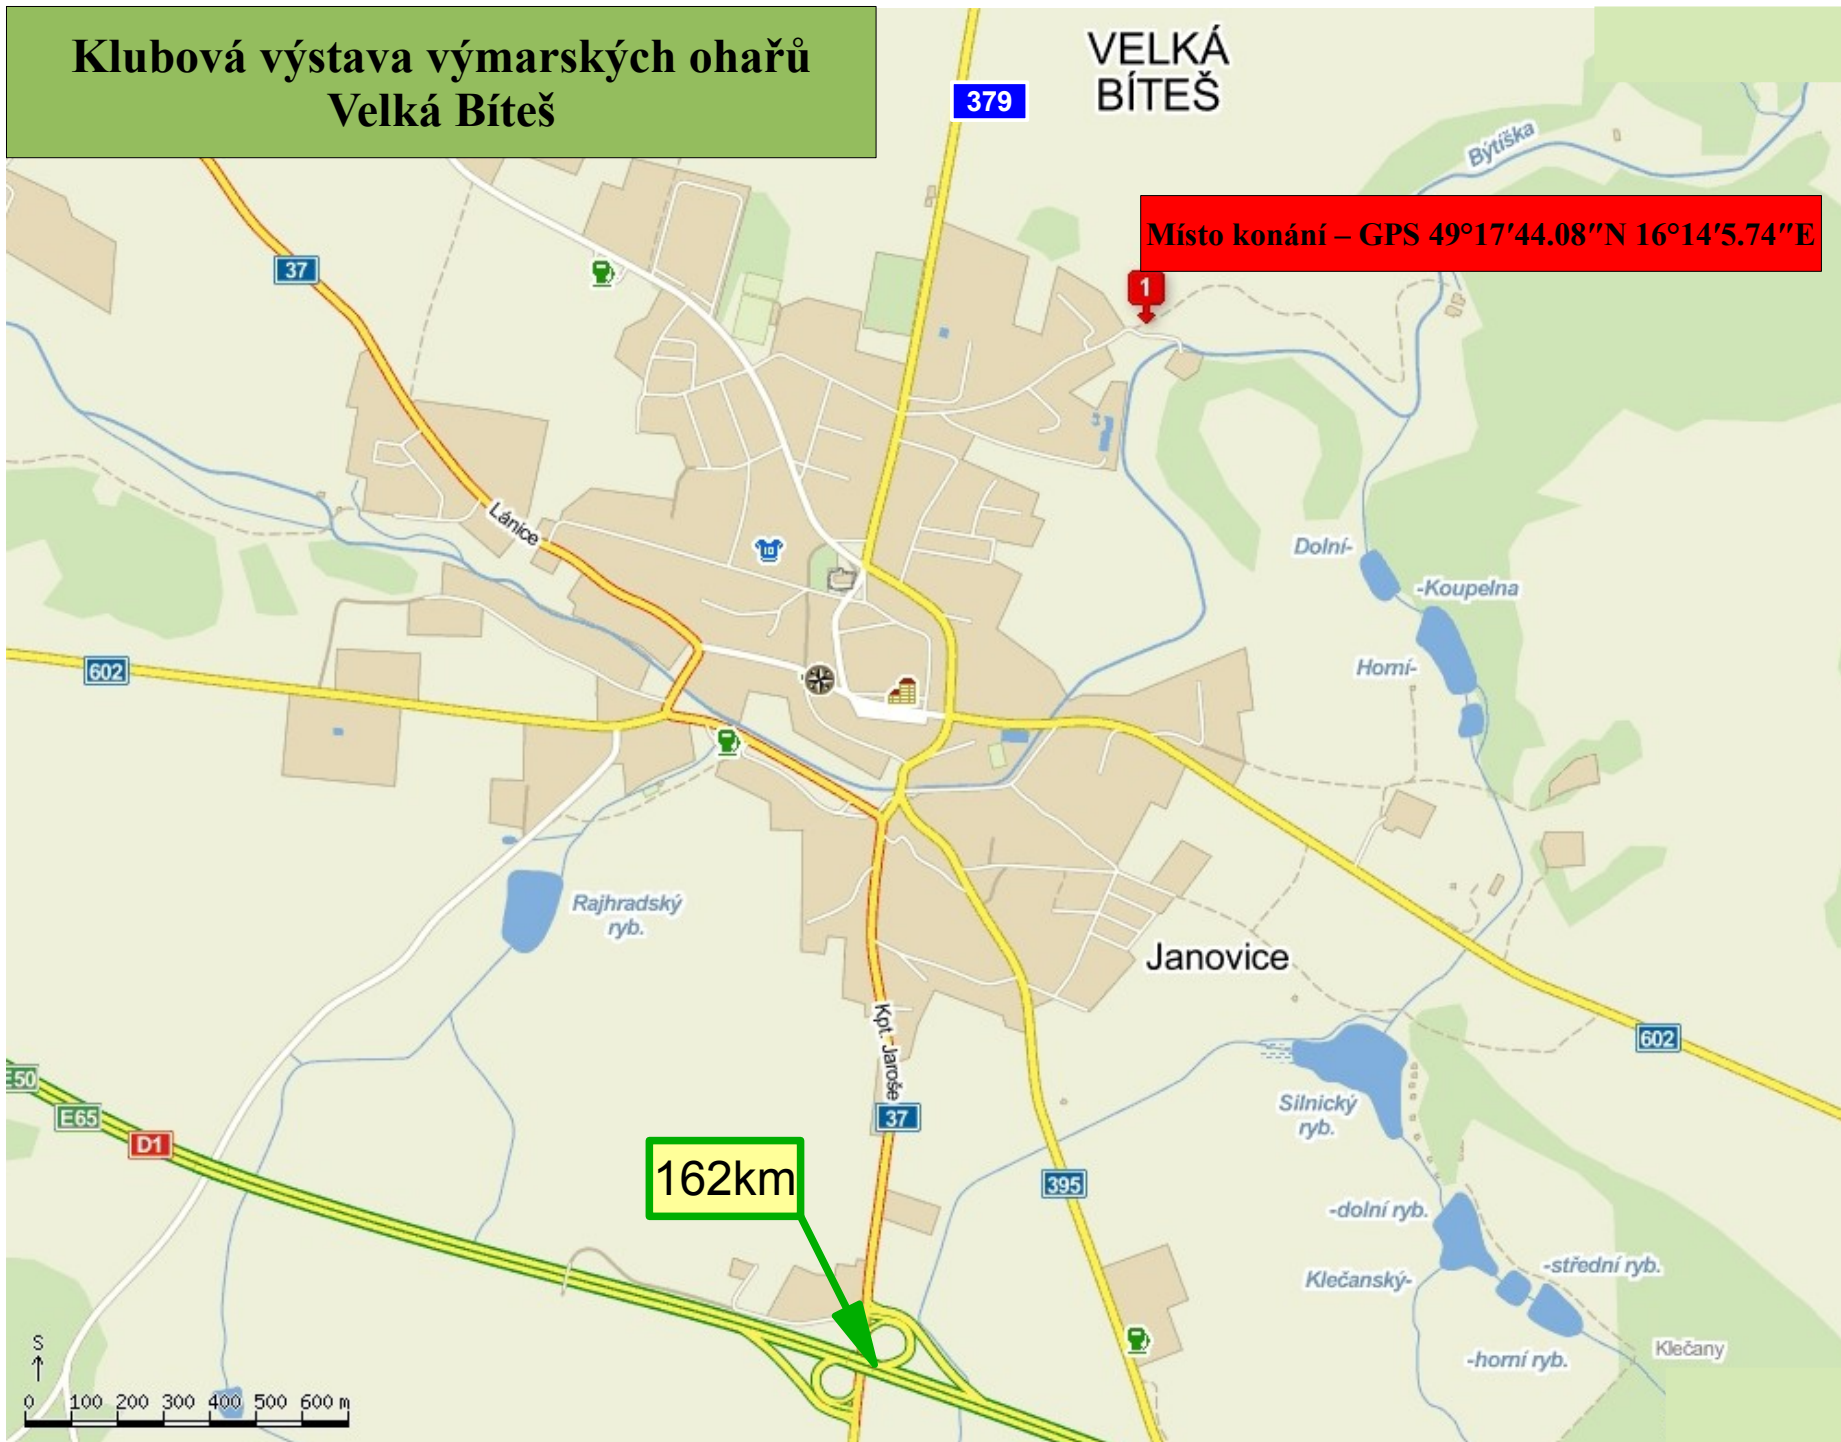 Klubová výstava výmarských ohařů
Velká Bíteš
VELKÁ
BÍTEŠ
379
Býtíška
Místo konání – GPS 49°17′44.08″N 16°14′5.74″E
1
37
Lánice
10
Dolní-
-Koupelna
Horní-
602
Rajhradský
ryb.
Janovice
Kpt. Jaroše
602
E50
E65
D1
37
Silnický
ryb.
162km
395
-dolní ryb.
-střední ryb.
Klečanský-
-horní ryb.
Klečany
S
0 100 200 300 400 500 600 m